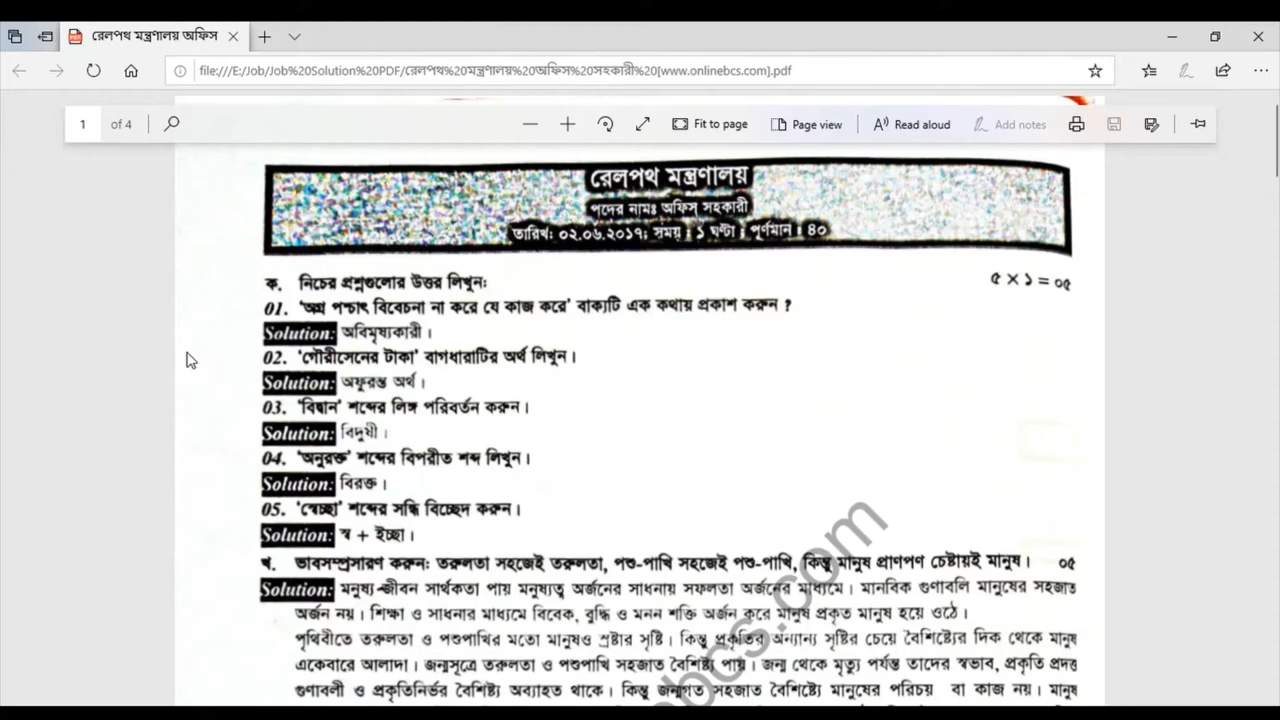 রেলপথ মন্ত্রণালয় অফিস
file:///E:/Job/Job%20Solution%20PDF/রেলপথ%20মন্ত্রণালয়%20অফিস%20সহকারী%20[www.onlinebcs.com].pdf
1 of 4 Fit to page Page view Read aloud Add notes
রেলপথ মন্ত্রণালয়
পদের নামঃ অফিস সহকারী
তারিখ: ০২.০৬.২০১৭; সময় : ১ ঘণ্টা ; পূর্ণমান : ৪০
ক. নিচের প্রশ্নগুলোর উত্তর লিখুন: ৫ × ১ = ০৫
01. ‘অগ্র পশ্চাৎ বিবেচনা না করে যে কাজ করে’ বাক্যটি এক কথায় প্রকাশ করুন ?
Solution: অবিমৃষ্যকারী ।
02. ‘গৌরীসেনের টাকা’ বাগধারাটির অর্থ লিখুন ।
Solution: অফুরন্ত অর্থ ।
03. ‘বিদ্বান’ শব্দের লিঙ্গ পরিবর্তন করুন ।
Solution: বিদুষী ।
04. ‘অনুরক্ত’ শব্দের বিপরীত শব্দ লিখুন ।
Solution: বিরক্ত ।
05. ‘স্বেচ্ছা’ শব্দের সন্ধি বিচ্ছেদ করুন ।
Solution: স্ব + ইচ্ছা ।
খ. ভাবসম্প্রসারণ করুন: তরুলতা সহজেই তরুলতা, পশু-পাখি সহজেই পশু-পাখি, কিন্তু মানুষ প্রাণপণ চেষ্টায়ই মানুষ । ০৫
Solution: মনুষ্য-জীবন সার্থকতা পায় মনুষ্যত্ব অর্জনের সাধনায় সফলতা অর্জনের মাধ্যমে । মানবিক গুণাবলি মানুষের সহজাত
অর্জন নয় । শিক্ষা ও সাধনার মাধ্যমে বিবেক, বুদ্ধি ও মনন শক্তি অর্জন করে মানুষ প্রকৃত মানুষ হয়ে ওঠে ।
পৃথিবীতে তরুলতা ও পশুপাখির মতো মানুষও স্রষ্টার সৃষ্টি । কিন্তু প্রকৃতির অন্যান্য সৃষ্টির চেয়ে বৈশিষ্ট্যের দিক থেকে মানুষ
একেবারে আলাদা । জন্মসূত্রে তরুলতা ও পশুপাখি সহজাত বৈশিষ্ট্য পায় । জন্ম থেকে মৃত্যু পর্যন্ত তাদের স্বভাব, প্রকৃতি প্রদত্ত
গুণাবলী ও প্রকৃতিনির্ভর বৈশিষ্ট্য অব্যাহত থাকে । কিন্তু জন্মগত সহজাত বৈশিষ্ট্যে মানুষের পরিচয় বা কাজ নয় । মানুষ
ebcs.com